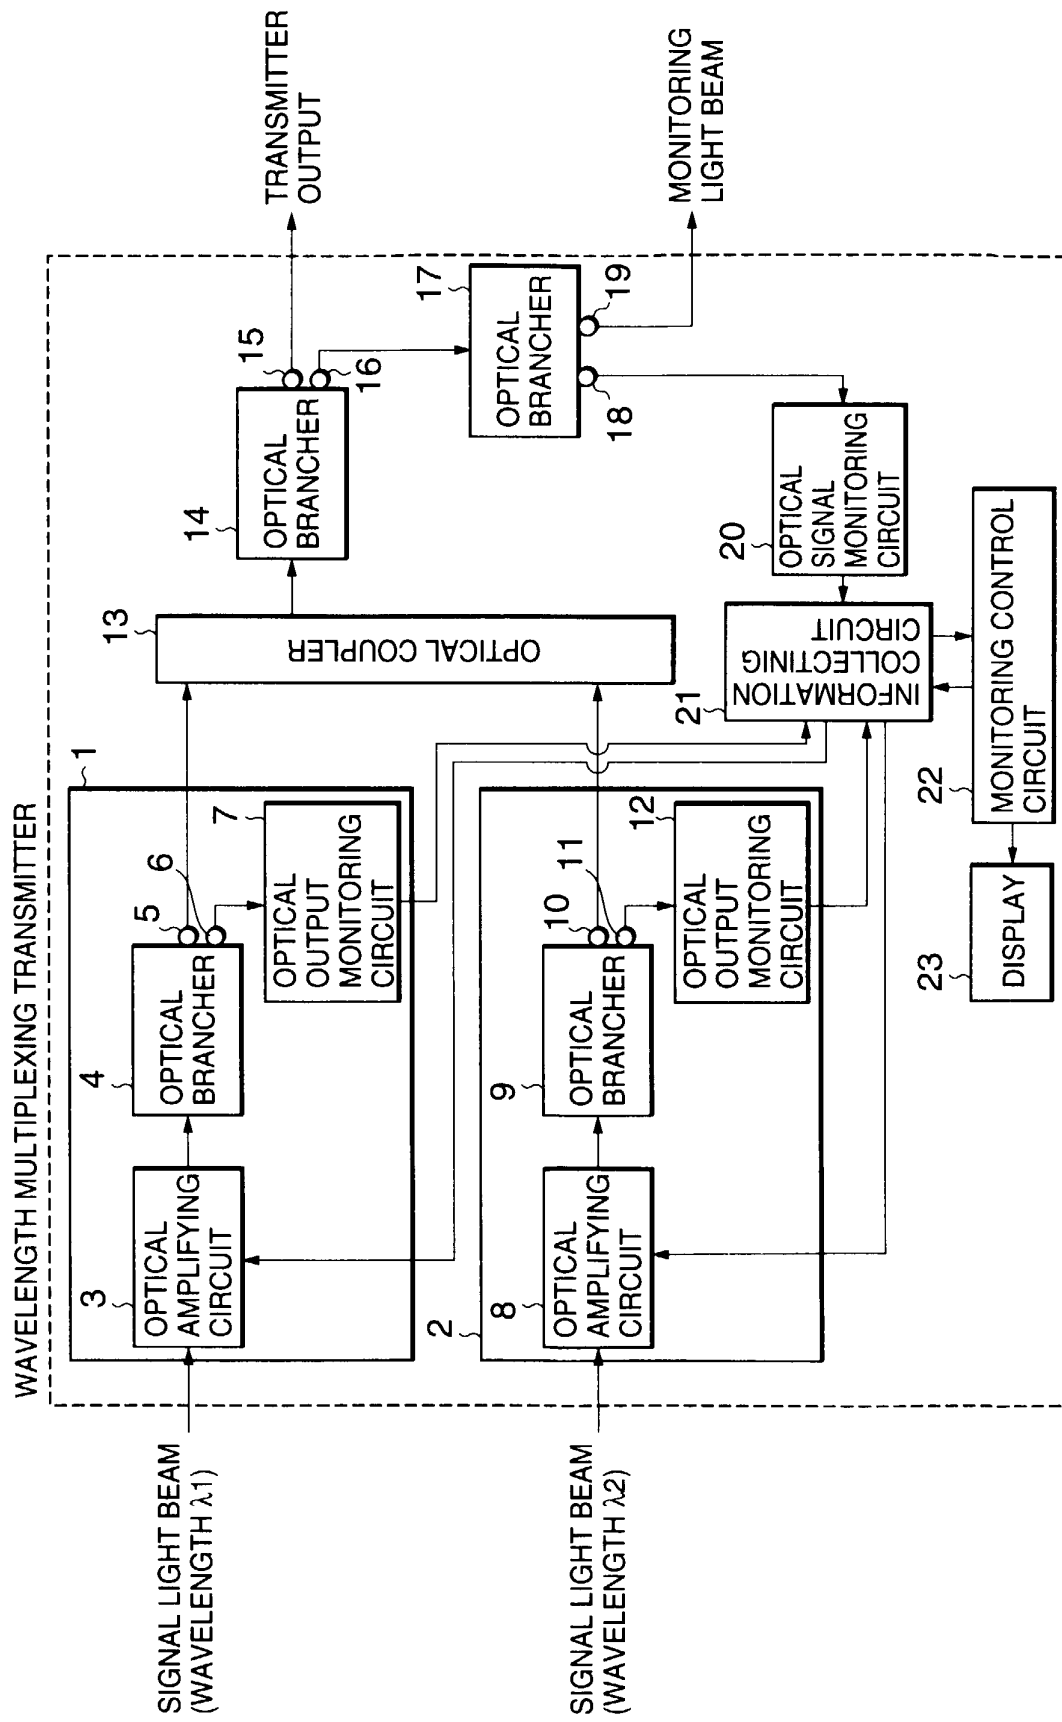 WAVELENGTH MULTIPLEXING TRANSMITTER
SIGNAL LIGHT BEAM
(WAVELENGTH λ1)
1
3
OPTICAL
AMPLIFYING
CIRCUIT
4
OPTICAL
BRANCHER
5
6
7
OPTICAL
OUTPUT
MONITORING
CIRCUIT
SIGNAL LIGHT BEAM
(WAVELENGTH λ2)
2
8
OPTICAL
AMPLIFYING
CIRCUIT
9
OPTICAL
BRANCHER
10
11
12
OPTICAL
OUTPUT
MONITORING
CIRCUIT
13
OPTICAL COUPLER
14
OPTICAL
BRANCHER
15
16
TRANSMITTER
OUTPUT
17
OPTICAL
BRANCHER
18
19
MONITORING
LIGHT BEAM
20
OPTICAL
SIGNAL
MONITORING
CIRCUIT
21
INFORMATION
COLLECTINIG
CIRCUIT
22
MONITORING CONTROL
CIRCUIT
23
DISPLAY